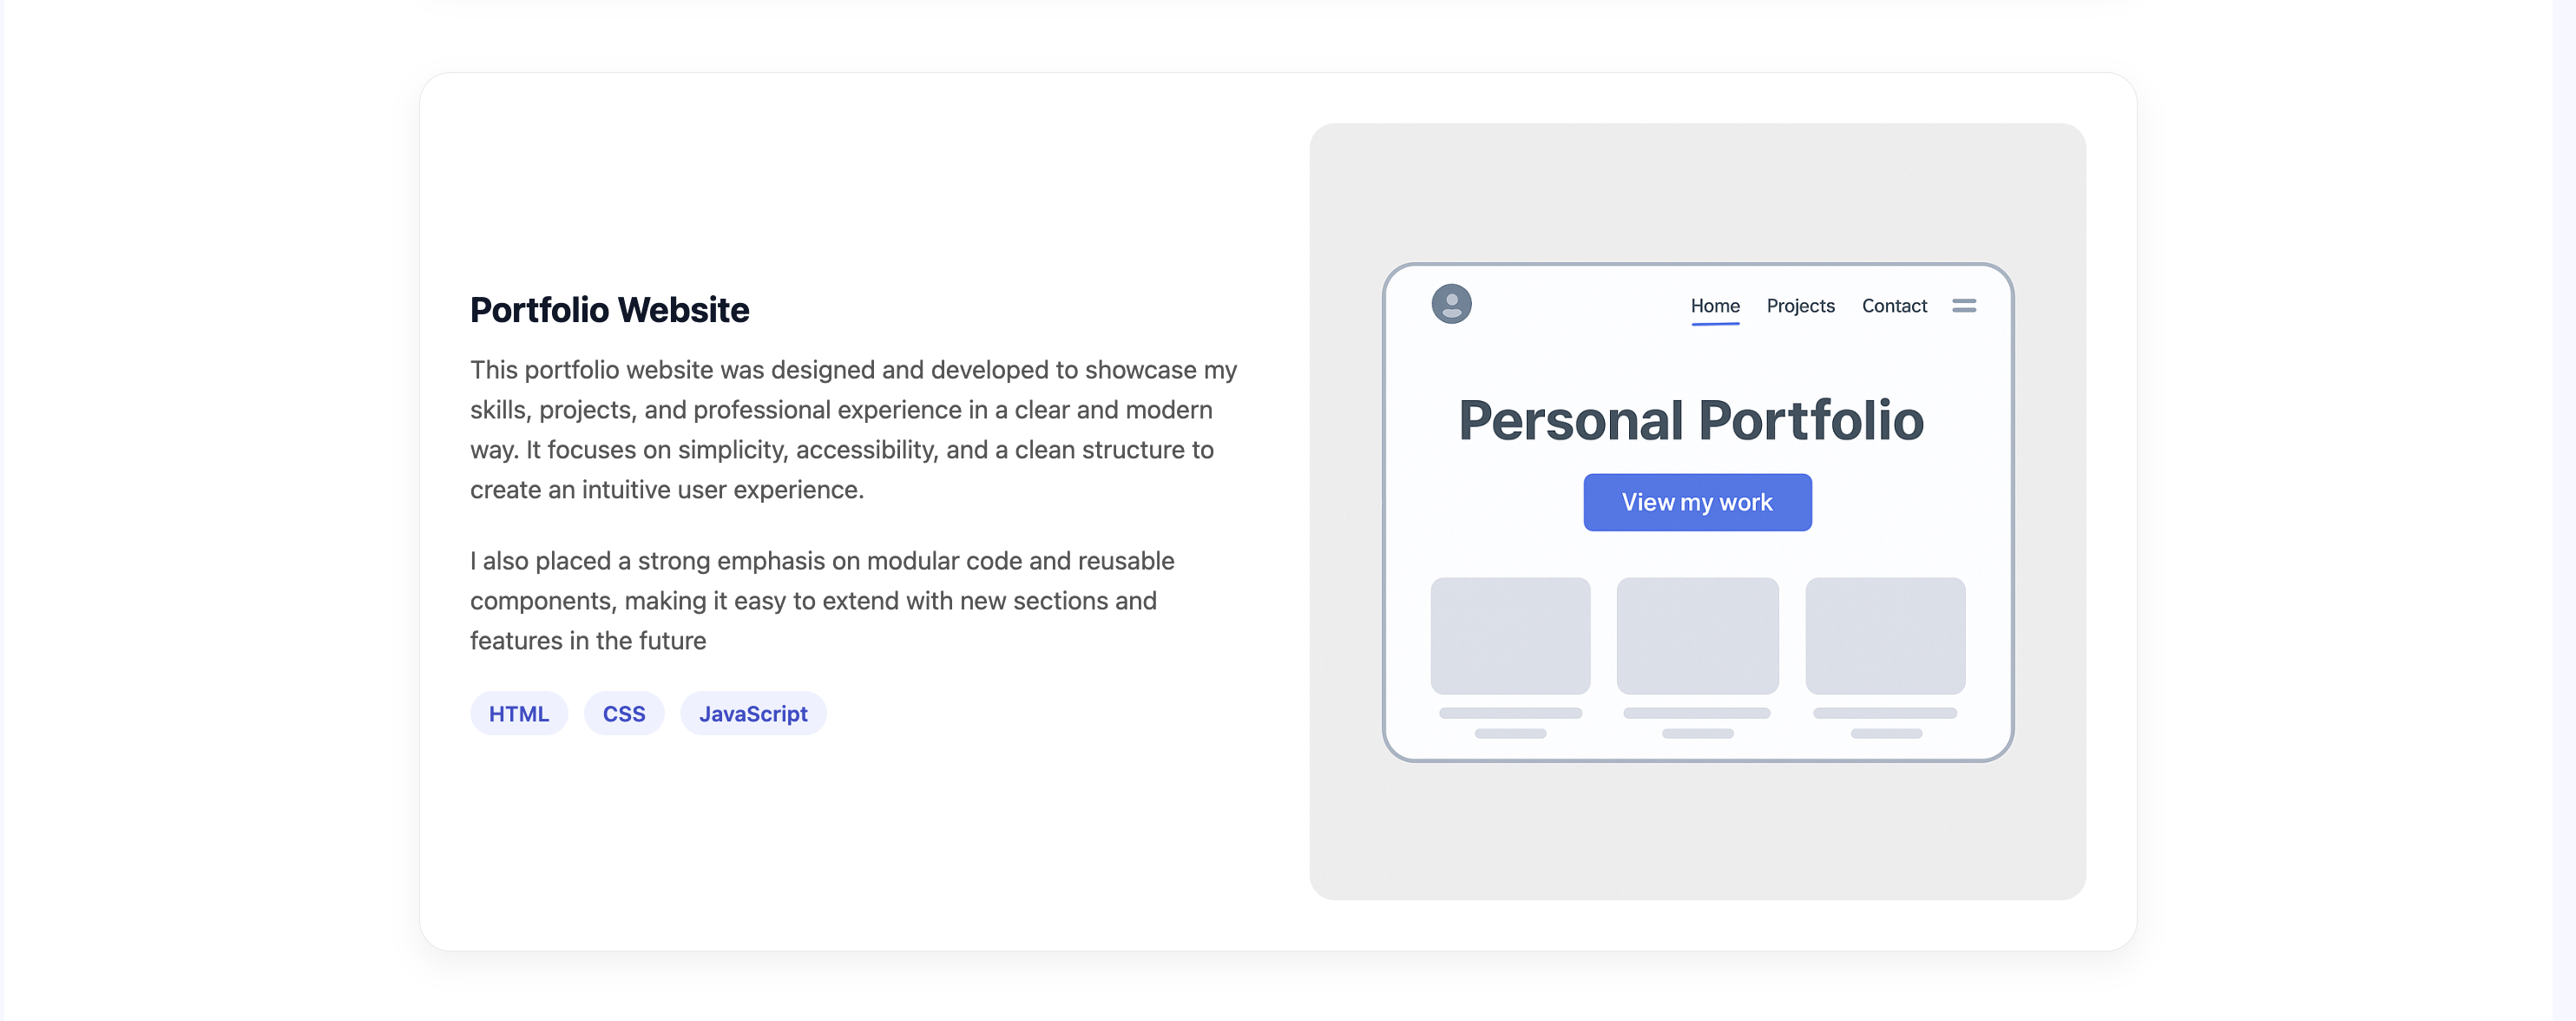 Portfolio Website
This portfolio website was designed and developed to showcase my
skills, projects, and professional experience in a clear and modern
way. It focuses on simplicity, accessibility, and a clean structure to
create an intuitive user experience.
I also placed a strong emphasis on modular code and reusable
components, making it easy to extend with new sections and
features in the future
HTML CSS JavaScript
Home Projects Contact
Personal Portfolio
View my work